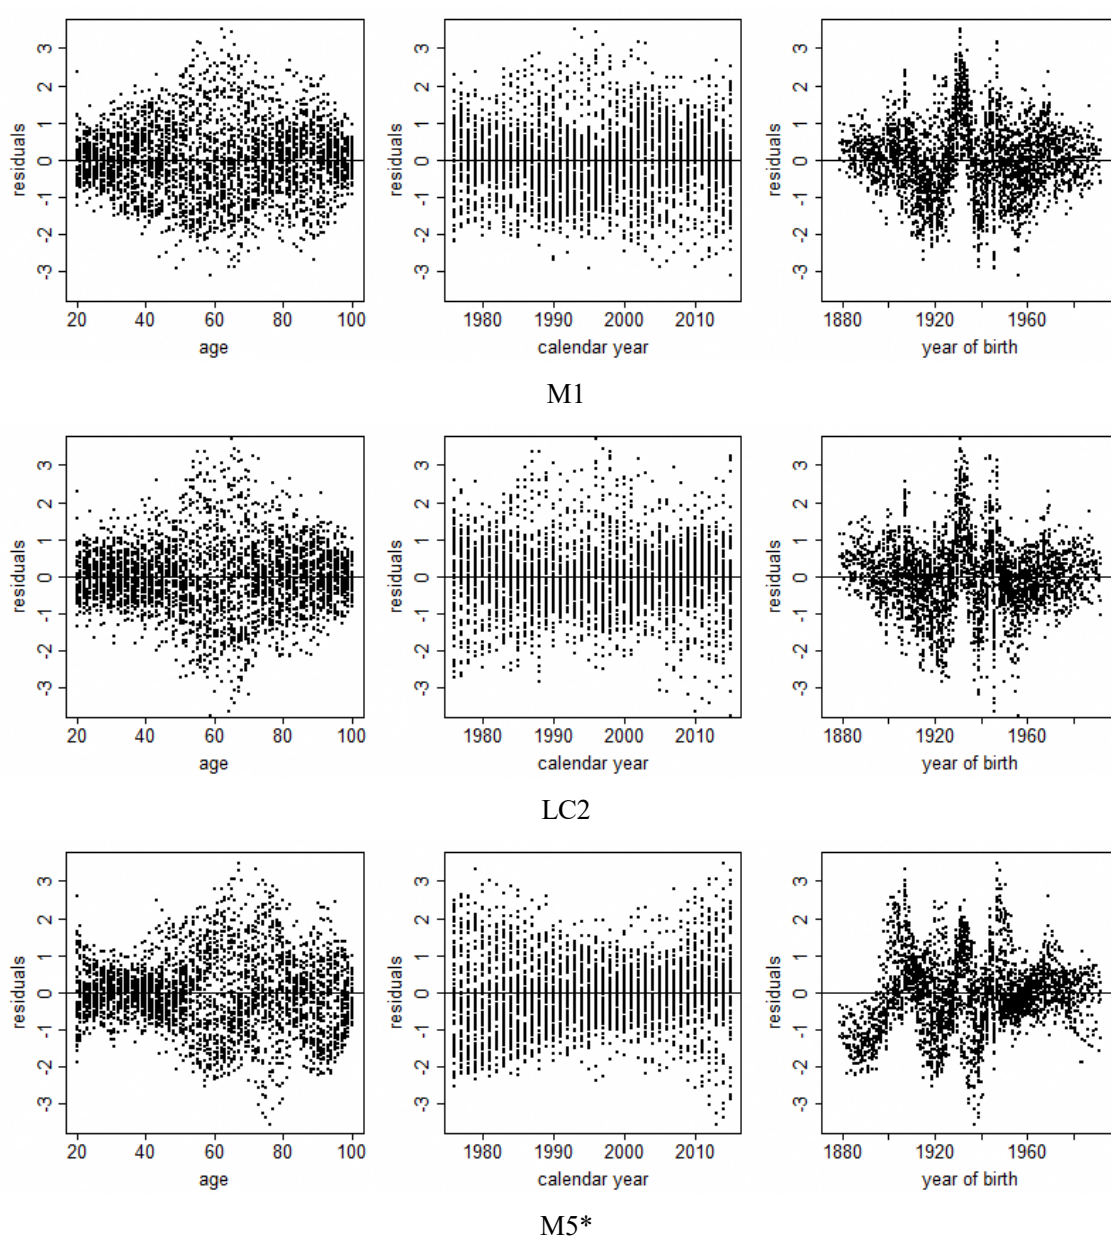 3 2 1 0 -1 -2 -3
residuals
20 40 60 80 100
age
3 2 1 0 -1 -2 -3
residuals
1980 1990 2000 2010
calendar year
3 2 1 0 -1 -2 -3
residuals
1880 1920 1960
year of birth
M1
3 2 1 0 -1 -2 -3
residuals
20 40 60 80 100
age
3 2 1 0 -1 -2 -3
residuals
1980 1990 2000 2010
calendar year
3 2 1 0 -1 -2 -3
residuals
1880 1920 1960
year of birth
LC2
3 2 1 0 -1 -2 -3
residuals
20 40 60 80 100
age
3 2 1 0 -1 -2 -3
residuals
1980 1990 2000 2010
calendar year
3 2 1 0 -1 -2 -3
residuals
1880 1920 1960
year of birth
M5*